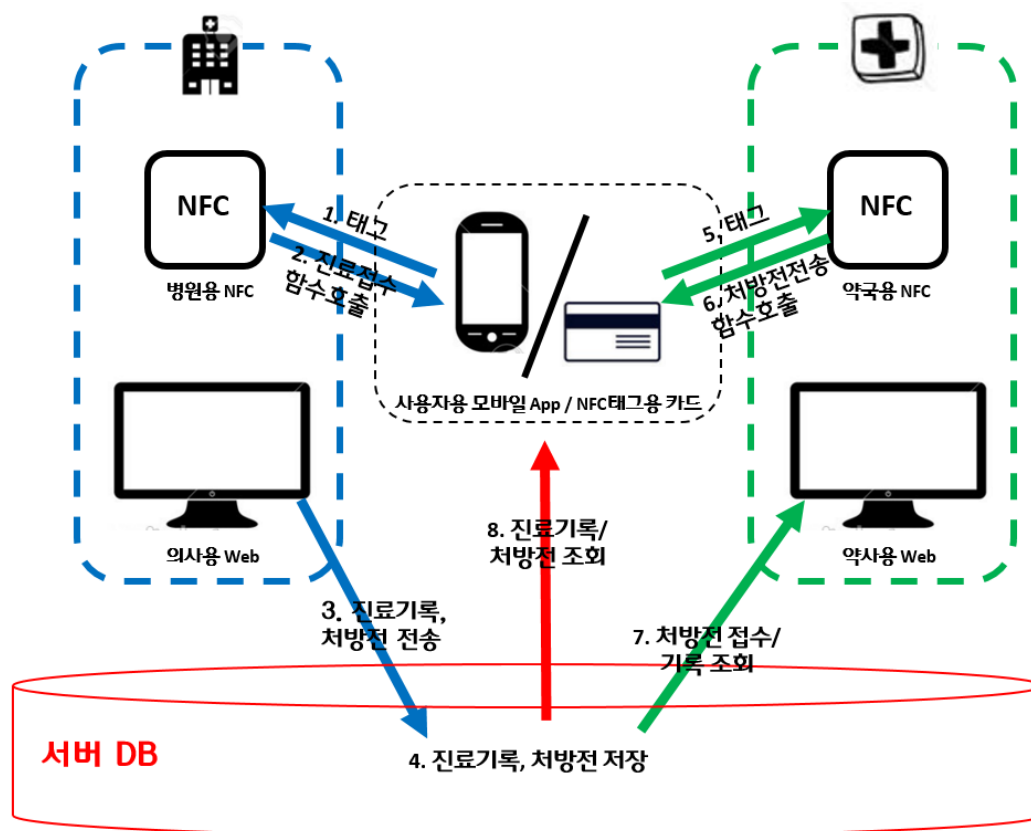 NFC
병원용 NFC
1. 태그
2. 진료접수
함수호출
의사용 Web
사용자용 모바일 App / NFC태그용 카드
NFC
약국용 NFC
5. 태그
6. 처방전전송
함수호출
약사용 Web
3. 진료기록,
처방전 전송
8. 진료기록/
처방전 조회
7. 처방전 접수/
기록 조회
서버 DB
4. 진료기록, 처방전 저장